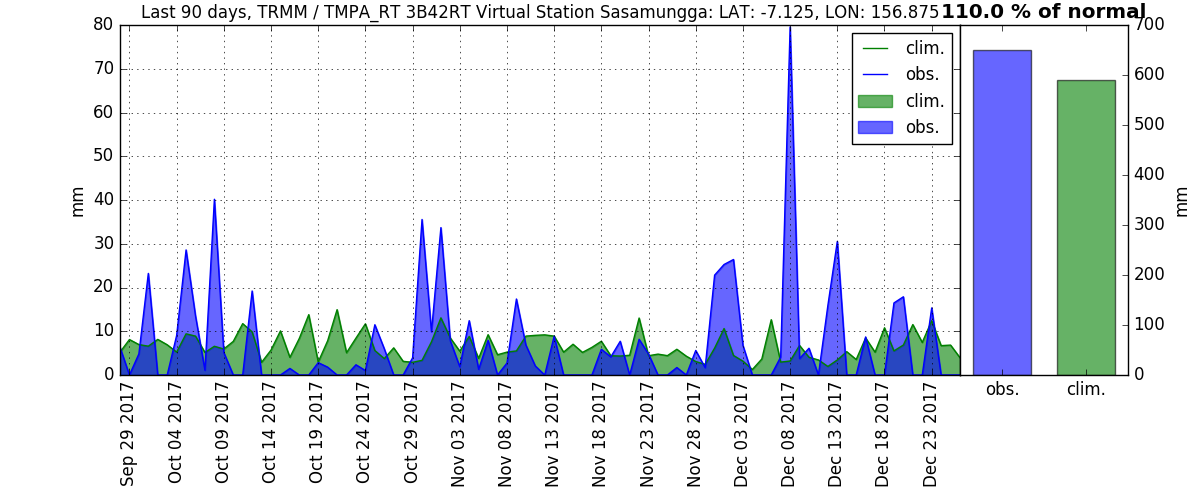 Last 90 days, TRMM / TMPA_RT 3B42RT Virtual Station Sasamungga: LAT: -7.125, LON: 156.875
110.0 % of normal
80
70
60
50
40
30
20
10
0
mm
clim.
obs.
clim.
obs.
700
600
500
400
300
200
100
0
mm
obs.
clim.
Sep 29 2017
Oct 04 2017
Oct 09 2017
Oct 14 2017
Oct 19 2017
Oct 24 2017
Oct 29 2017
Nov 03 2017
Nov 08 2017
Nov 13 2017
Nov 18 2017
Nov 23 2017
Nov 28 2017
Dec 03 2017
Dec 08 2017
Dec 13 2017
Dec 18 2017
Dec 23 2017